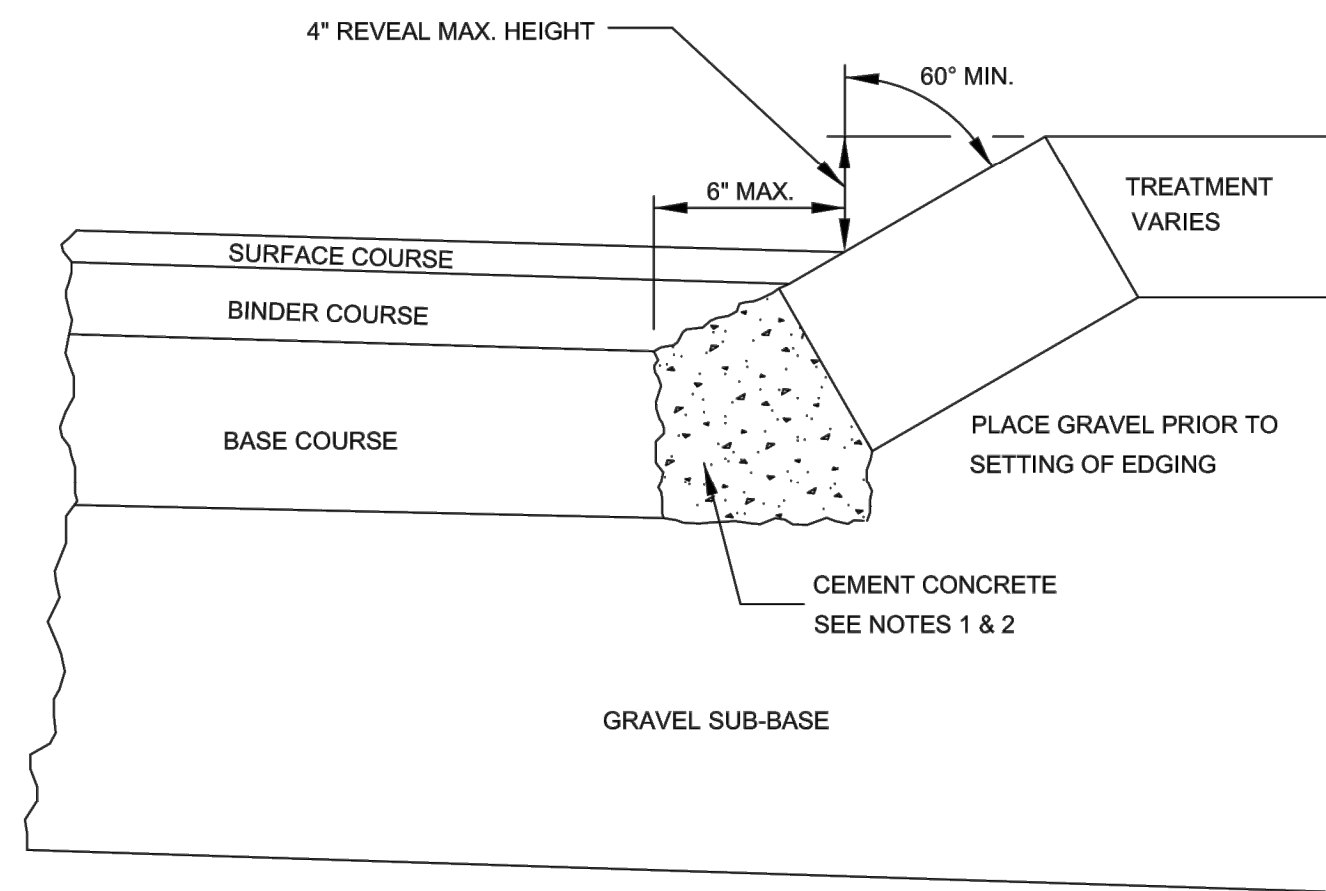 4" REVEAL MAX. HEIGHT
60° MIN.
6" MAX.
TREATMENT
VARIES
SURFACE COURSE
BINDER COURSE
BASE COURSE
PLACE GRAVEL PRIOR TO
SETTING OF EDGING
CEMENT CONCRETE
SEE NOTES 1 & 2
GRAVEL SUB-BASE